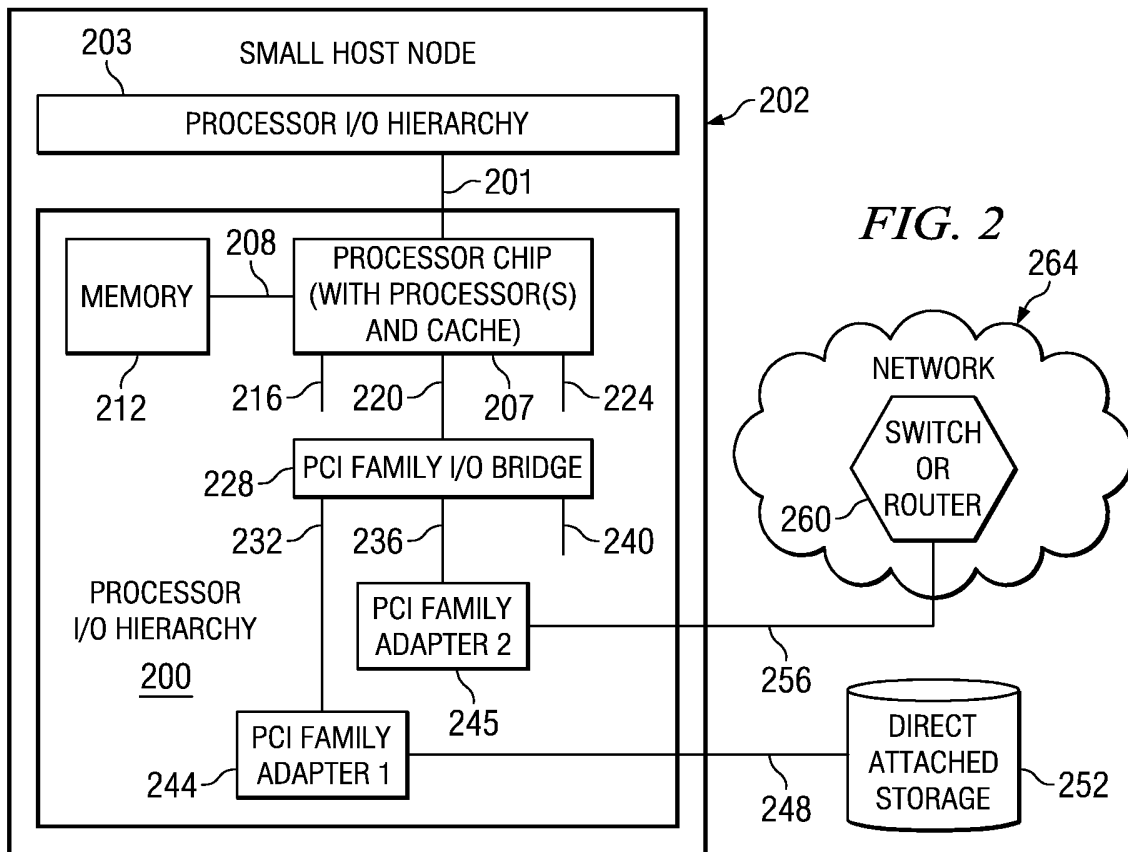 203
SMALL HOST NODE
202
PROCESSOR I/O HIERARCHY
201
FIG. 2
208
MEMORY
PROCESSOR CHIP
(WITH PROCESSOR(S)
AND CACHE)
264
212
216
220
207
224
NETWORK
SWITCH
OR
ROUTER
260
228
PCI FAMILY I/O BRIDGE
232
236
240
PROCESSOR
I/O HIERARCHY
200
PCI FAMILY
ADAPTER 2
245
256
PCI FAMILY
ADAPTER 1
244
248
DIRECT
ATTACHED
STORAGE
252